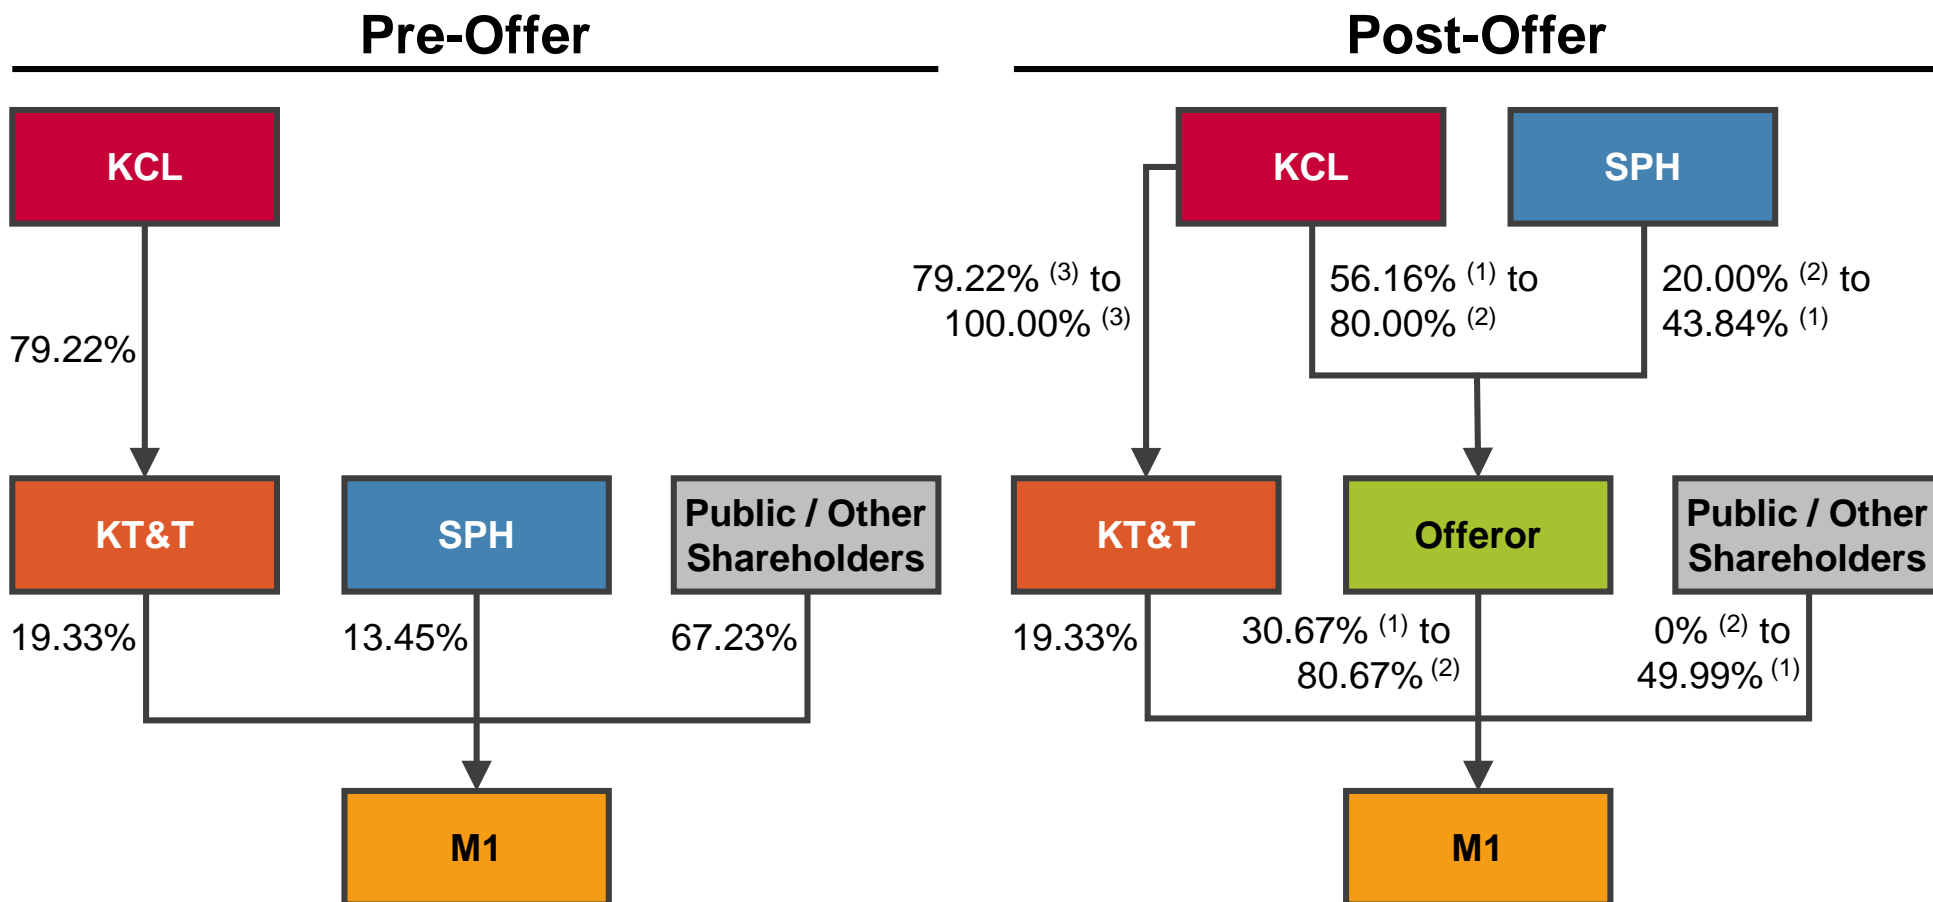 Pre-Offer
KCL
79.22%
KT&T
SPH
Public / Other
Shareholders
19.33%
13.45%
67.23%
M1
Post-Offer
KCL
SPH
79.22% (3) to
100.00% (3)
56.16% (1) to
80.00% (2)
20.00% (2) to
43.84% (1)
KT&T
Offeror
Public / Other
Shareholders
19.33%
30.67% (1) to
80.67% (2)
0% (2) to
49.99% (1)
M1